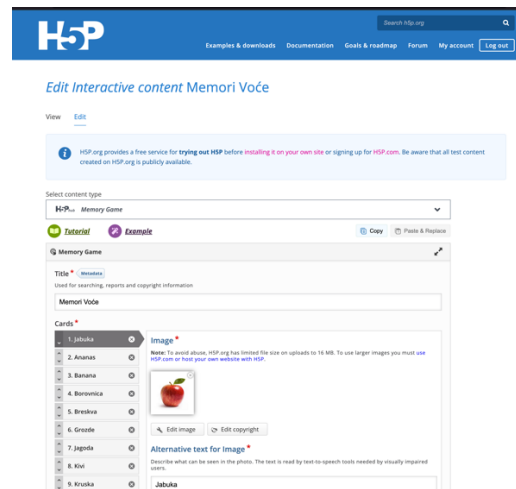 Search h5p.org
H5P
Examples & downloads Documentation Goals & roadmap Forum My account Log out
Edit Interactive content Memori Voće
View Edit
H5P.org provides a free service for trying out H5P before installing it on your own site or signing up for H5P.com. Be aware that all test content
created on H5P.org is publicly available.
Select content type
H5P Memory Game
Tutorial Example Copy Paste & Replace
Memory Game
Title * Metadata
Used for searching, reports and copyright information
Memori Voće
Cards *
1. Jabuka
2. Ananas
3. Banana
4. Borovnica
5. Breskva
6. Grozde
7. Jagoda
8. Kivi
9. Kruska
Image *
Note: To avoid abuse, H5P.org has limited file size on uploads to 16 MB. To use larger images you must use
H5P.com or host your own website with H5P.
Edit image Edit copyright
Alternative text for Image *
Describe what can be seen in the photo. The text is read by text-to-speech tools needed by visually impaired
users.
Jabuka